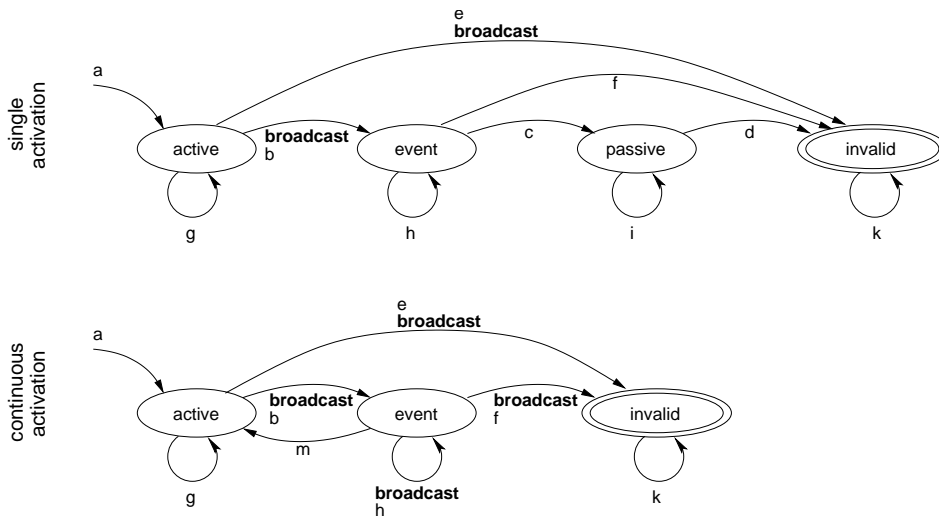 e
broadcast
a
f
single
activation
broadcast
b
c
d
active
event
passive
invalid
g
h
i
k
e
broadcast
a
continuous
activation
broadcast
b
broadcast
f
active
event
invalid
m
g
broadcast
h
k